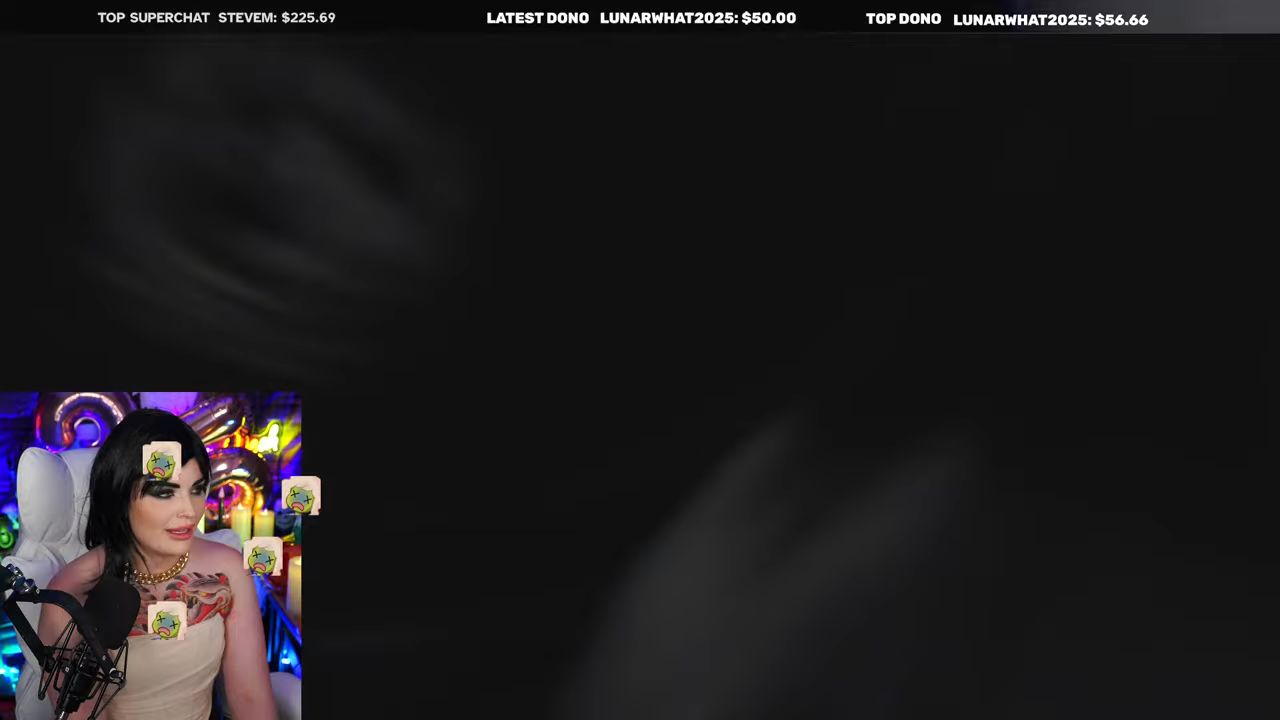 TOP SUPERCHAT STEVEM: $225.69
LATEST DONO LUNARWHAT2025: $50.00
TOP DONO LUNARWHAT2025: $56.66